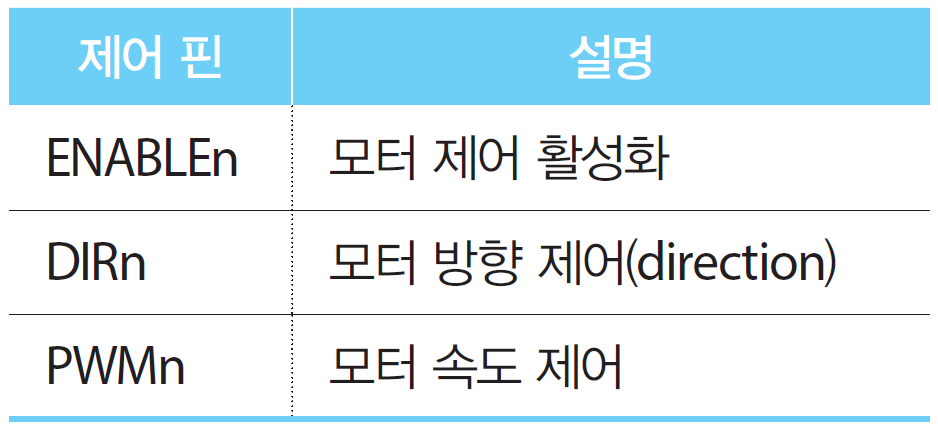 제어 핀 설명
ENABLEn 모터 제어 활성화
DIRn 모터 방향 제어(direction)
PWMn 모터 속도 제어